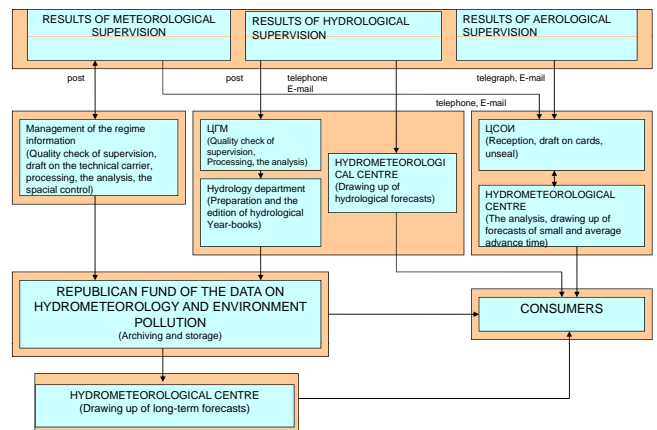 RESULTS OF METEOROLOGICAL
SUPERVISION
RESULTS OF HYDROLOGICAL
SUPERVISION
RESULTS OF AEROLOGICAL
SUPERVISION
post
post
telephone
E-mail
telegraph, E-mail
telephone, E-mail
Management of the regime
information
(Quality check of supervision,
draft on the technical carrier,
processing, the analysis, the
spacial control)
ЦГМ
(Quality check of
supervision,
Processing, the analysis)
Hydrology department
(Preparation and the
edition of hydrological
Year-books)
HYDROMETEOROLOGI
CAL CENTRE
(Drawing up of
hydrological forecasts)
ЦСОИ
(Reception, draft on cards,
unseal)
HYDROMETEOROLOGICAL
CENTRE
(The analysis, drawing up of
forecasts of small and average
advance time)
REPUBLICAN FUND OF THE DATA ON
HYDROMETEOROLOGY AND ENVIRONMENT
POLLUTION
(Archiving and storage)
CONSUMERS
HYDROMETEOROLOGICAL CENTRE
(Drawing up of long-term forecasts)